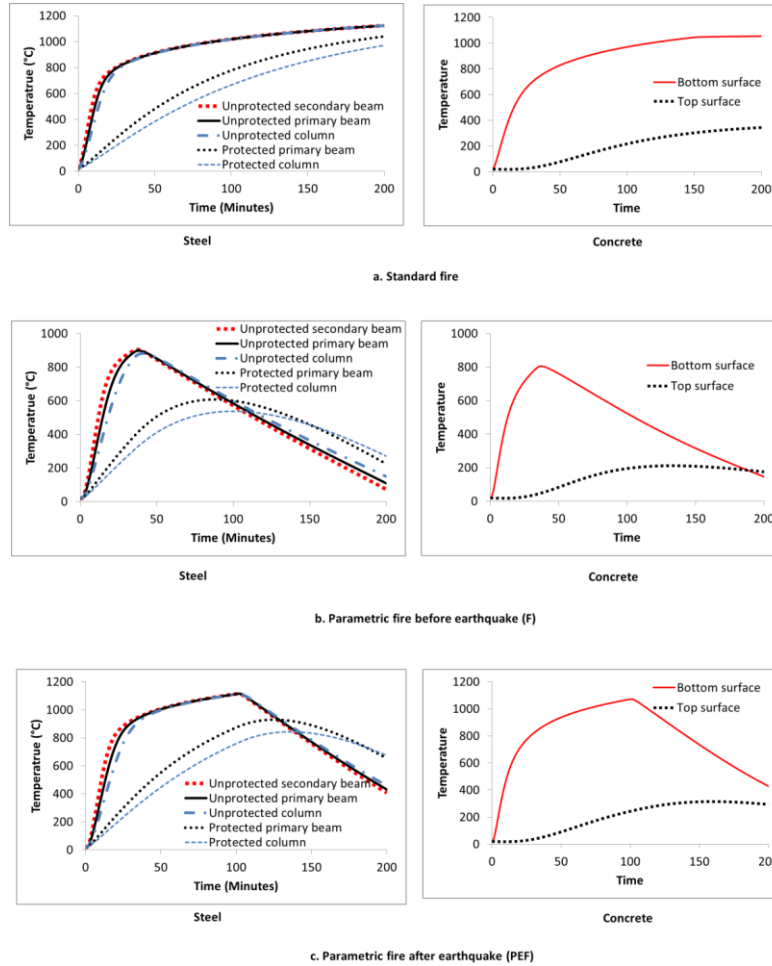 1200
1000
800
600
400
200
0
Temperatrue (°C)
Unprotected secondary beam
Unprotected primary beam
Unprotected column
Protected primary beam
Protected column
0 50 100 150 200
Time (Minutes)
Steel
1200
1000
800
600
400
200
0
Temperature
Bottom surface
Top surface
0 50 100 150 200
Time
Concrete
a. Standard fire
1000
800
600
400
200
0
Temperatrue (°C)
Unprotected secondary beam
Unprotected primary beam
Unprotected column
Protected primary beam
Protected column
0 50 100 150 200
Time (Minutes)
Steel
1000
800
600
400
200
0
Temperature
Bottom surface
Top surface
0 50 100 150 200
Time
Concrete
b. Parametric fire before earthquake (F)
1200
1000
800
600
400
200
0
Temperatrue (°C)
Unprotected secondary beam
Unprotected primary beam
Unprotected column
Protected primary beam
Protected column
0 50 100 150 200
Time (Minutes)
Steel
1200
1000
800
600
400
200
0
Temperature
Bottom surface
Top surface
0 50 100 150 200
Time
Concrete
c. Parametric fire after earthquake (PEF)